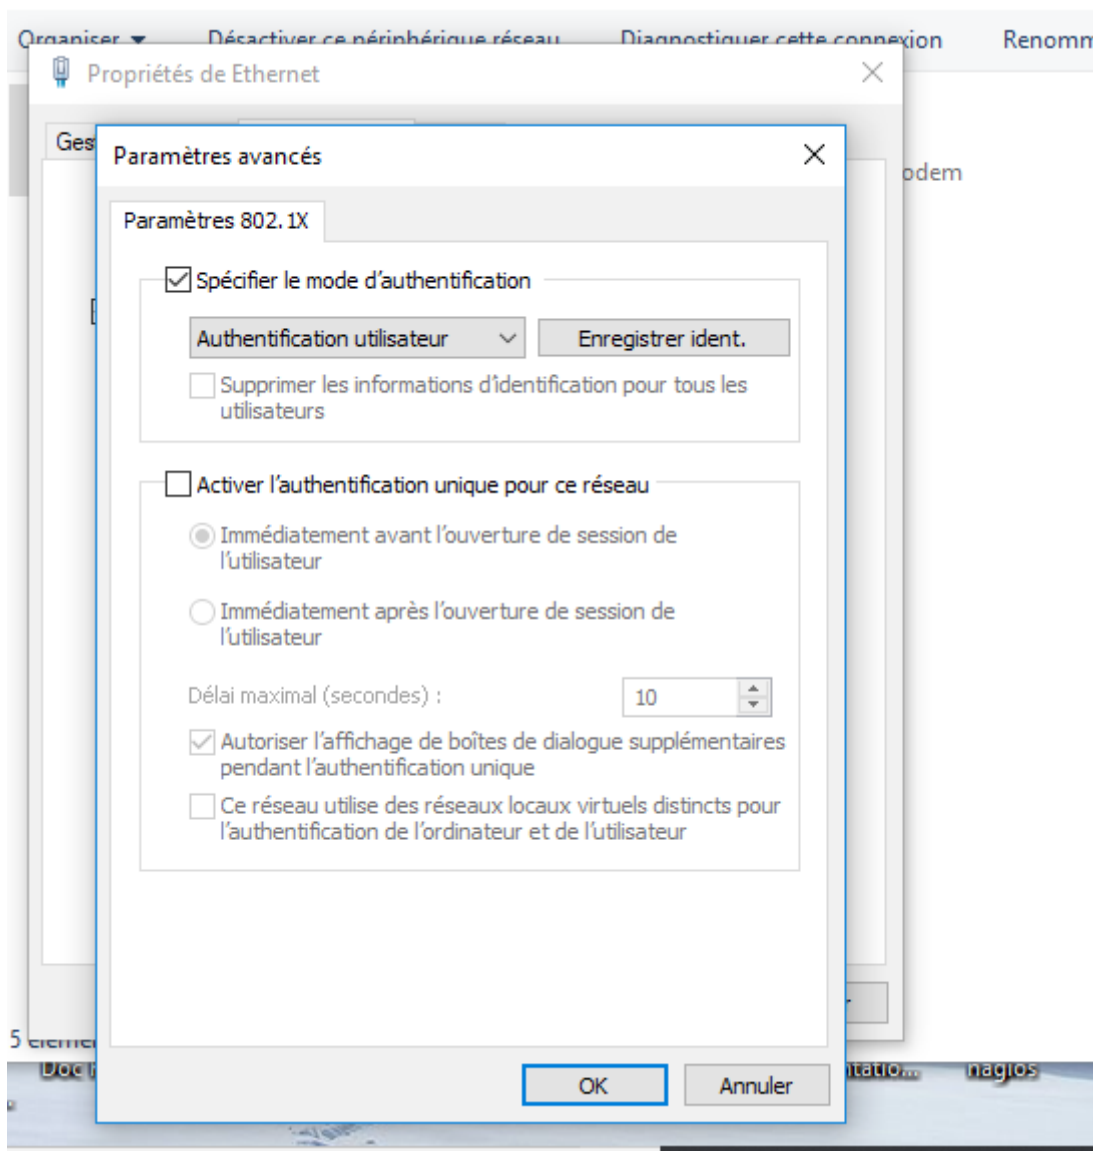 Organiser Désactiver ce périphérique réseau Diagnostiquer cette connexion
Propriétés de Ethernet
Paramètres avancés
Paramètres 802.1X
Spécifier le mode d'authentification
Authentification utilisateur Enregistrer ident.
Supprimer les informations d'identification pour tous les
utilisateurs
Activer l'authentification unique pour ce réseau
Immédiatement avant l'ouverture de session de
l'utilisateur
Immédiatement après l'ouverture de session de
l'utilisateur
Délai maximal (secondes) : 10
Autoriser l'affichage de boîtes de dialogue supplémentaires
pendant l'authentification unique
Ce réseau utilise des réseaux locaux virtuels distincts pour
l'authentification de l'ordinateur et de l'utilisateur
5
Doc nagios
OK Annuler